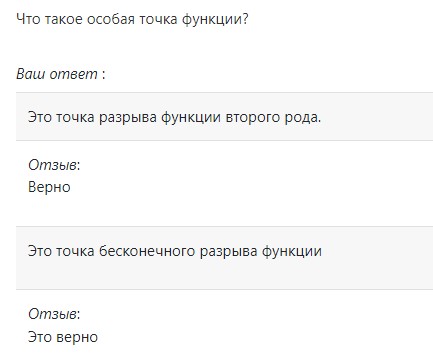 Что такое особая точка функции?
Ваш ответ :
Это точка разрыва функции второго рода.
Отзыв:
Верно
Это точка бесконечного разрыва функции
Отзыв:
Это верно